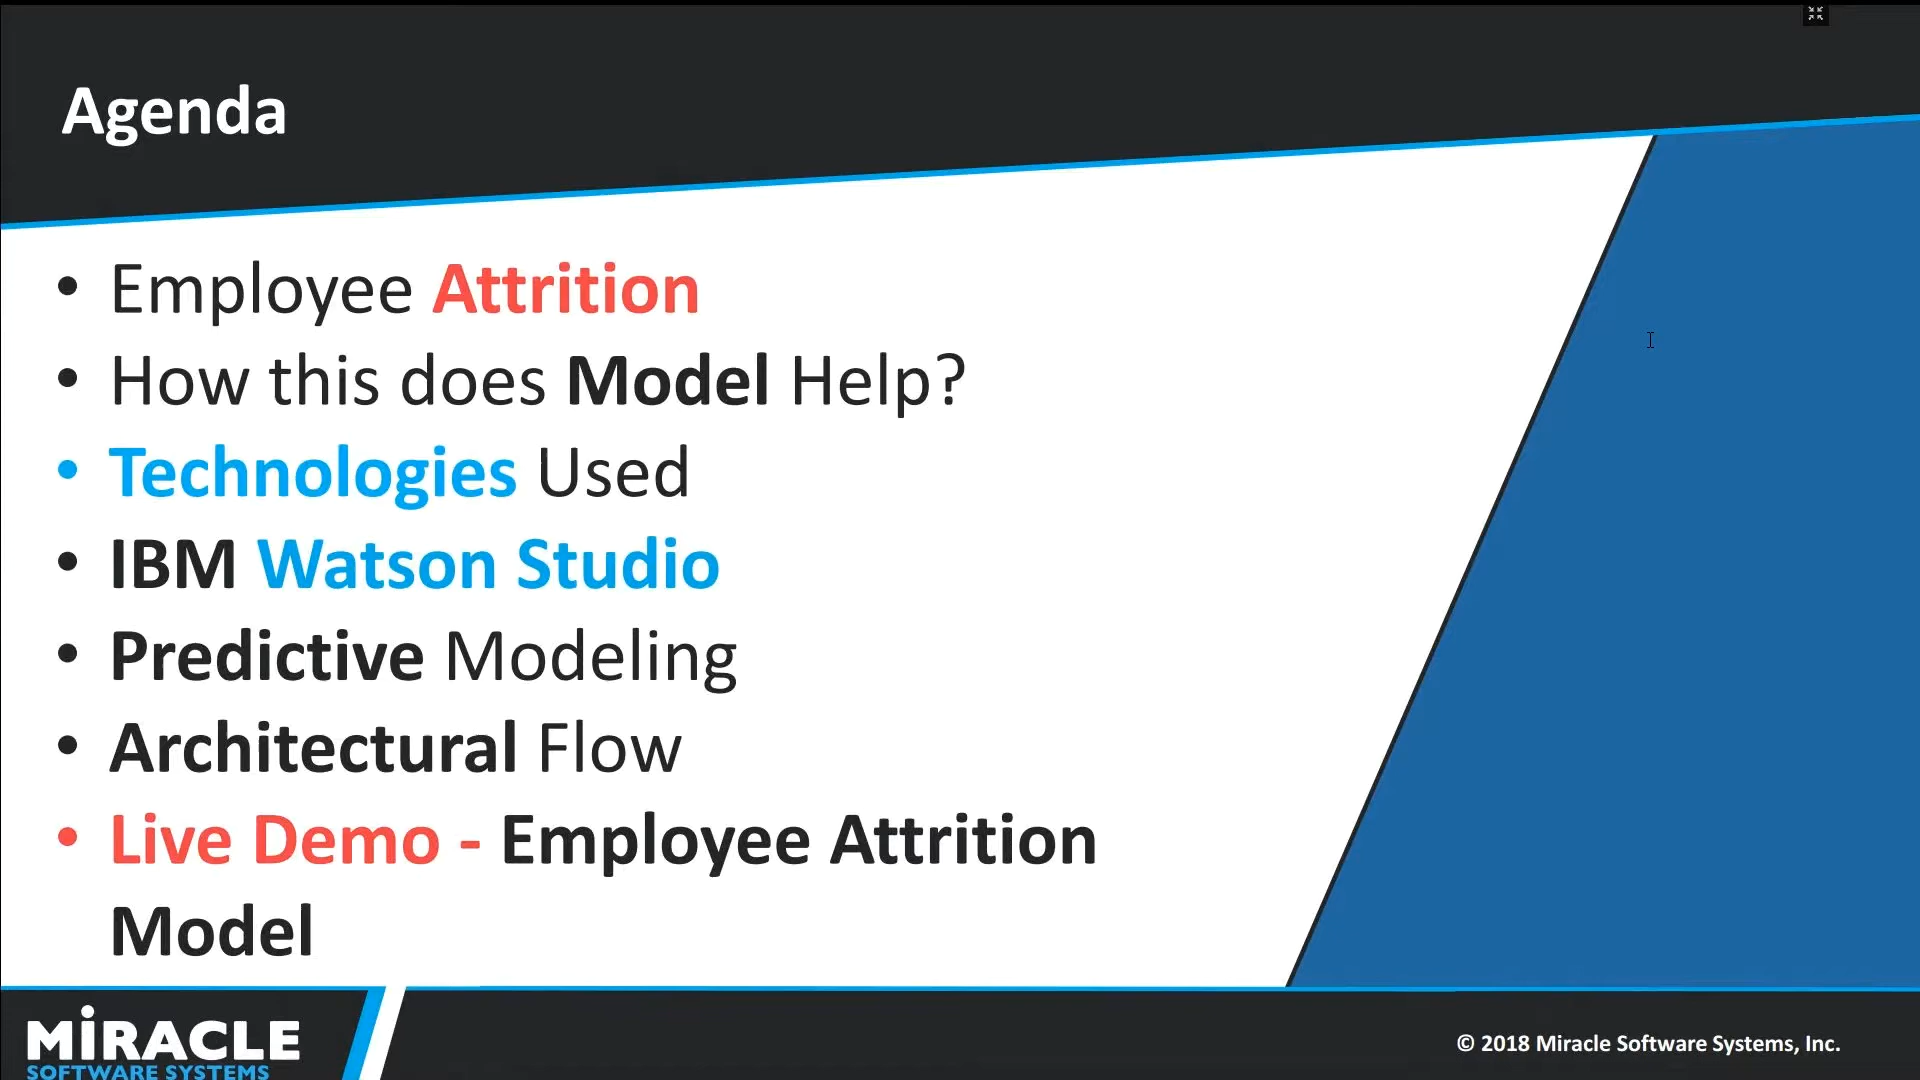 Agenda
• Employee Attrition
• How this does Model Help?
• Technologies Used
• IBM Watson Studio
• Predictive Modeling
• Architectural Flow
• Live Demo - Employee Attrition
Model
MiRACLE
SOFTWARE SYSTEMS
© 2018 Miracle Software Systems, Inc.